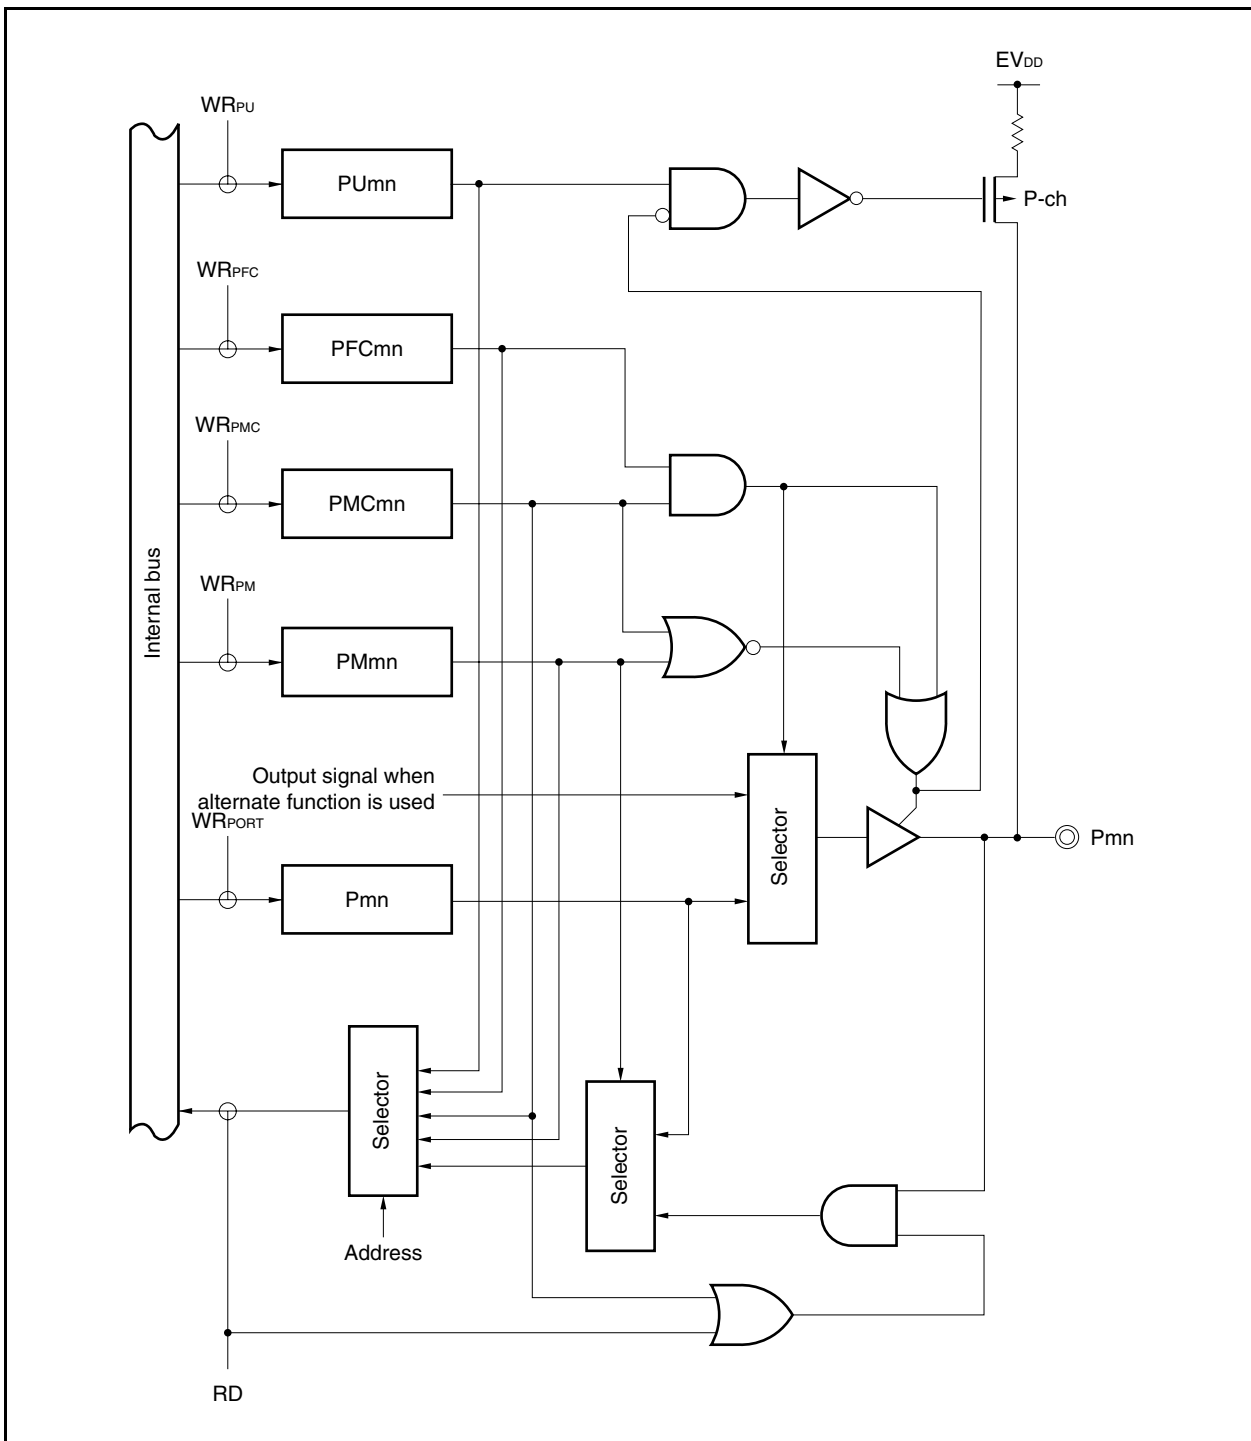 EVDD
WRPU
PUmn
P-ch
WRPFC
PFCmn
WRPMC
PMCmn
Internal bus
WRPM
PMmn
Output signal when
alternate function is used
WRPORT
Selector
Pmn
Pmn
Selector
Selector
Address
RD